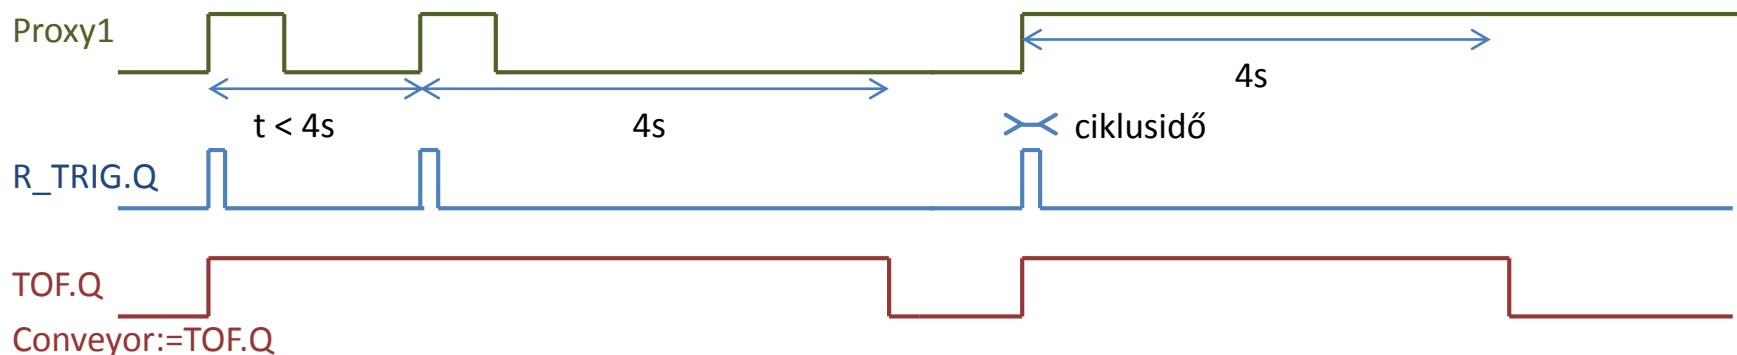 Proxy1
4s
t < 4s
4s
ciklusidő
R_TRIG.Q
TOF.Q
Conveyor:=TOF.Q